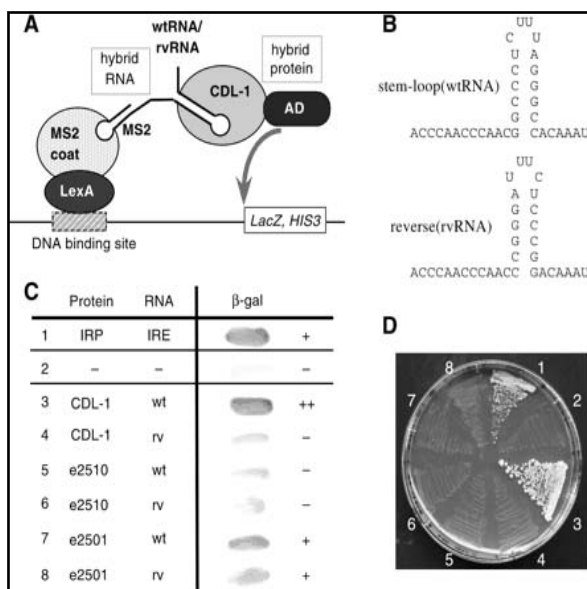 A
wtRNA/
rvRNA
hybrid
RNA
hybrid
protein
CDL-1
AD
MS2
MS2
coat
LexA
LacZ, HIS3
DNA binding site
B
UU
C U
U A
C G
C G
C G
G C
stem-loop(wtRNA)
ACCCAACCCAACG CACAAAU
UU
U C
A U
G C
G C
G C
C G
reverse(rvRNA)
ACCCAACCCAACC GACAAAU
C
Protein RNA β-gal
1 IRP IRE +
2 – – –
3 CDL-1 wt ++
4 CDL-1 rv –
5 e2510 wt –
6 e2510 rv –
7 e2501 wt +
8 e2501 rv +
D
1
2
3
4
5
6
7
8